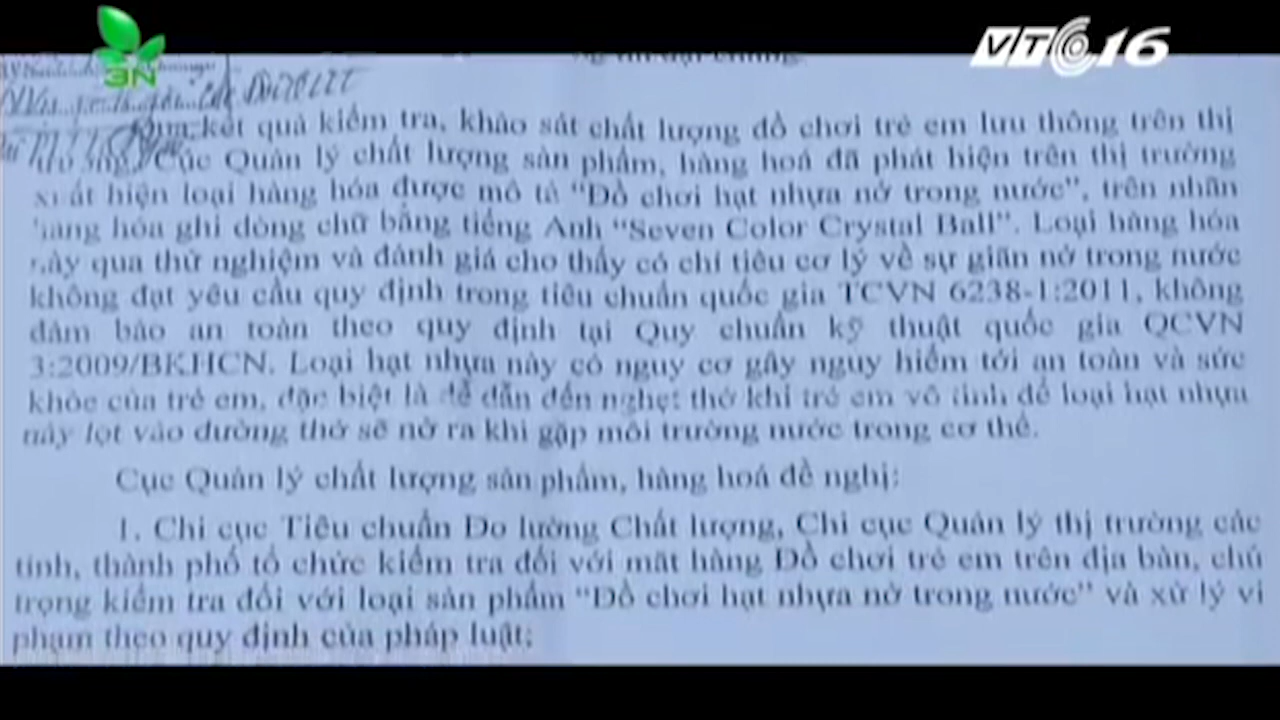 3N
VTC16
Qua kết quả kiểm tra, khảo sát chất lượng đồ chơi trẻ em lưu thông trên thị
trường, Cục Quản lý chất lượng sản phẩm, hàng hoá đã phát hiện trên thị trường
xuất hiện loại hàng hóa được mô tả “Đồ chơi hạt nhựa nở trong nước”, trên nhãn
hàng hóa ghi dòng chữ bằng tiếng Anh “Seven Color Crystal Ball”. Loại hàng hóa
này qua thử nghiệm và đánh giá cho thấy có chỉ tiêu cơ lý về sự giãn nở trong nước
không đạt yêu cầu quy định trong tiêu chuẩn quốc gia TCVN 6238-1:2011, không
đảm bảo an toàn theo quy định tại Quy chuẩn kỹ thuật quốc gia QCVN
3:2009/BKHCN. Loại hạt nhựa này có nguy cơ gây nguy hiểm tới an toàn và sức
khỏe của trẻ em, đặc biệt là dễ dẫn đến nghẹt thở khi trẻ em vô tình để loại hạt nhựa
này lọt vào đường thở sẽ nở ra khi gặp môi trường nước trong cơ thể.
Cục Quản lý chất lượng sản phẩm, hàng hoá đề nghị:
1. Chi cục Tiêu chuẩn Đo lường Chất lượng, Chi cục Quản lý thị trường các
tỉnh, thành phố tổ chức kiểm tra đối với mặt hàng Đồ chơi trẻ em trên địa bàn, chú
trọng kiểm tra đối với loại sản phẩm “Đồ chơi hạt nhựa nở trong nước” và xử lý vi
phạm theo quy định của pháp luật;